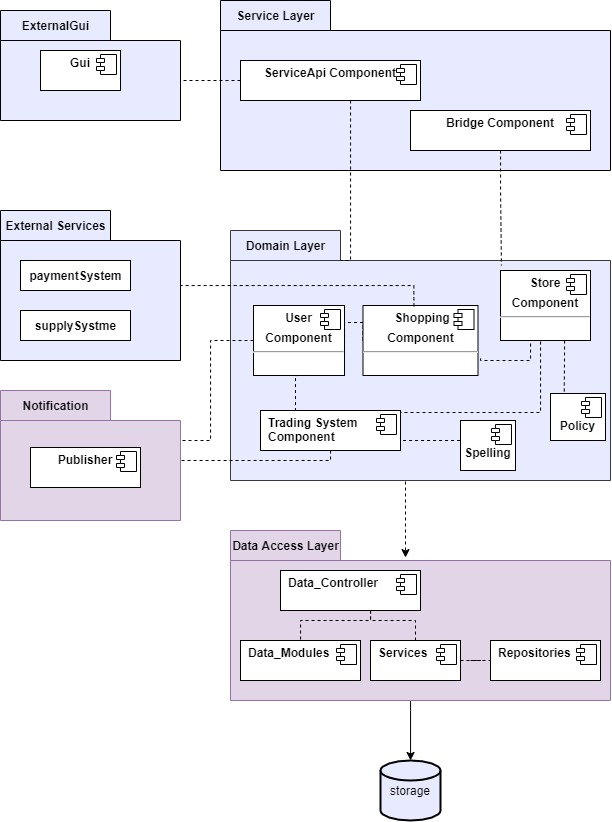 ExternalGui
Gui
Service Layer
ServiceApi Component
Bridge Component
External Services
paymentSystem
supplySystme
Domain Layer
User
Component
Shopping
Component
Store
Component
Trading System
Component
Spelling
Policy
Notification
Publisher
Data Access Layer
Data_Controller
Data_Modules
Services
Repositories
storage